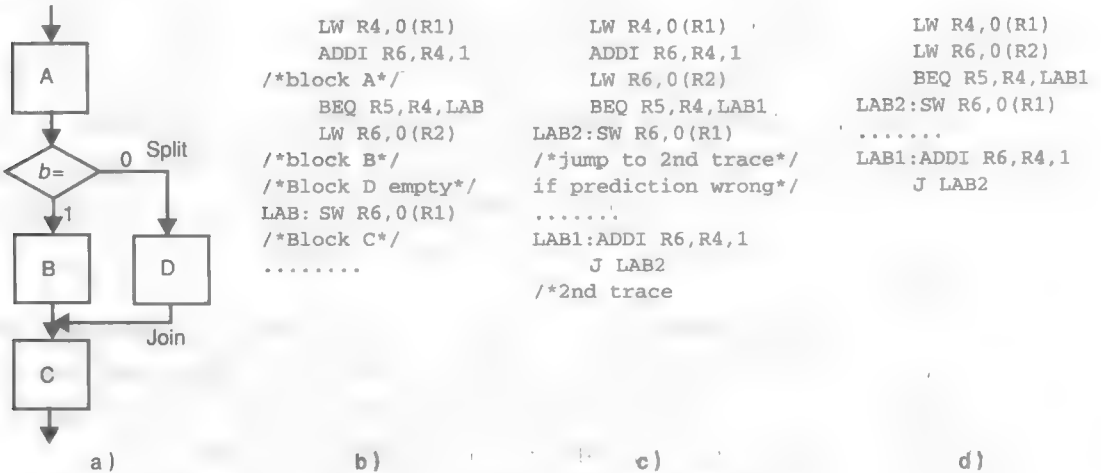 A
b=
0 Split
1
B
D
Join
C
a)
LW R4,0(R1)
ADDI R6,R4,1
/*block A*/
BEQ R5,R4,LAB
LW R6,0(R2)
/*block B*/
/*Block D empty*/
LAB: SW R6,0(R1)
/*Block C*/
........
b)
LW R4,0(R1)
ADDI R6,R4,1
LW R6,0(R2)
BEQ R5,R4,LAB1
LAB2:SW R6,0(R1)
/*jump to 2nd trace*/
if prediction wrong*/
.......
LAB1:ADDI R6,R4,1
J LAB2
/*2nd trace
c)
LW R4,0(R1)
LW R6,0(R2)
BEQ R5,R4,LAB1
LAB2:SW R6,0(R1)
.......
LAB1:ADDI R6,R4,1
J LAB2
d)